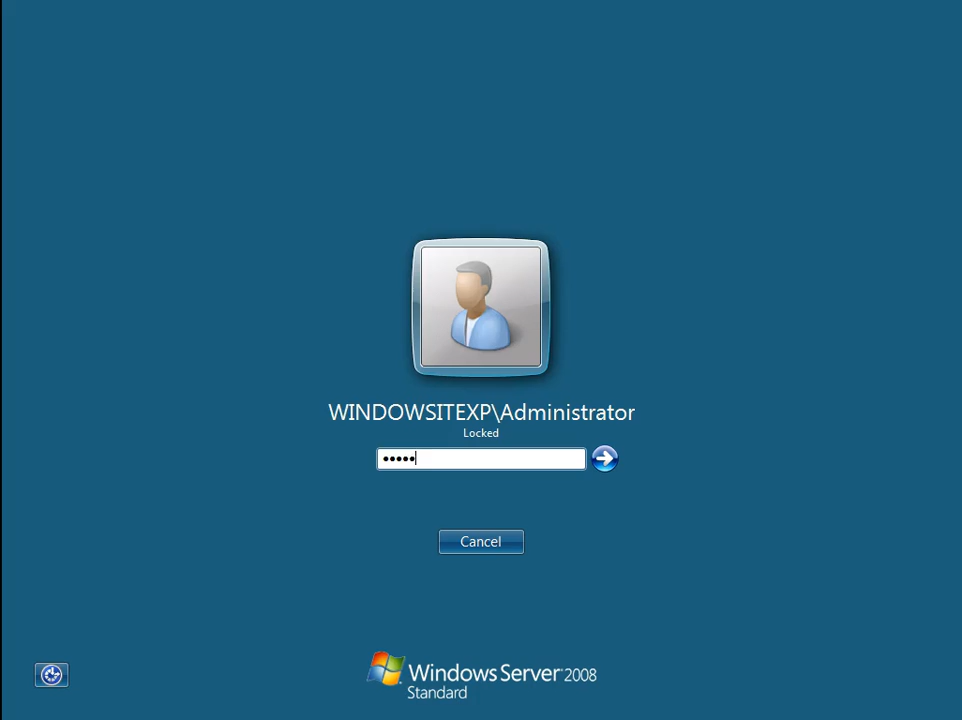 WINDOWSITEXP\Administrator
Locked
•••••
Cancel
Windows Server 2008
Standard